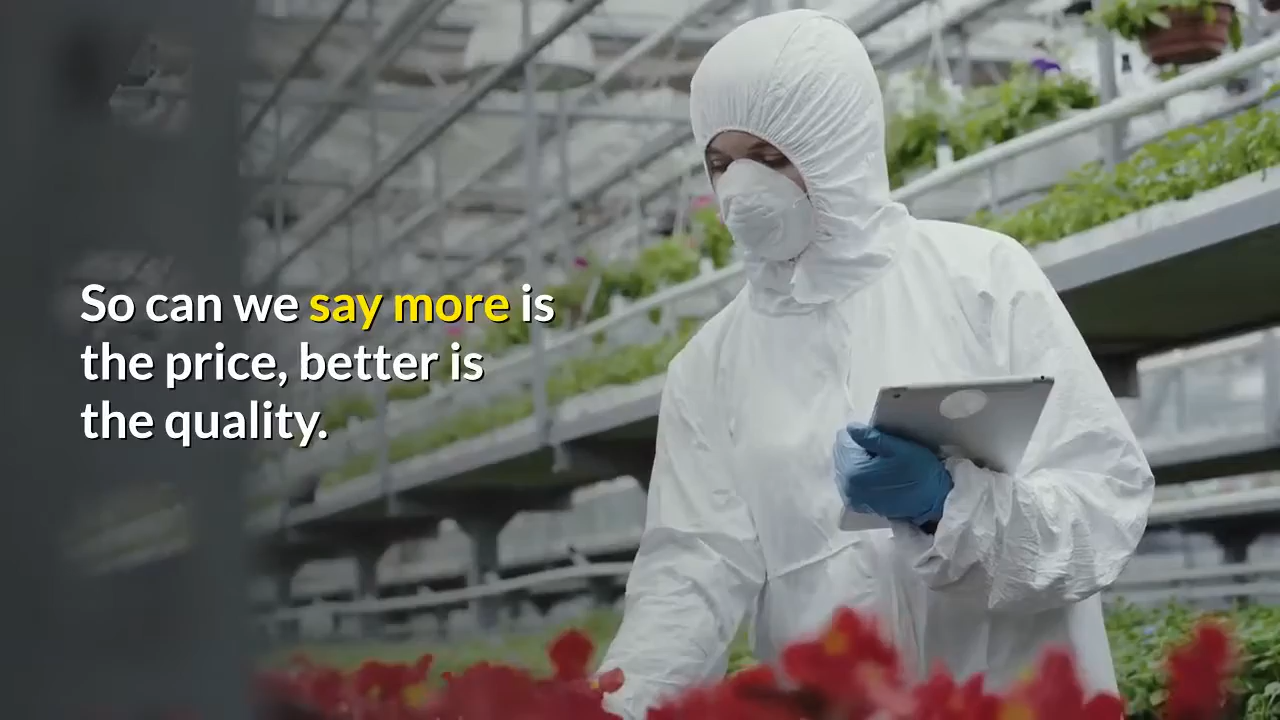 So can we say more is
the price, better is
the quality.